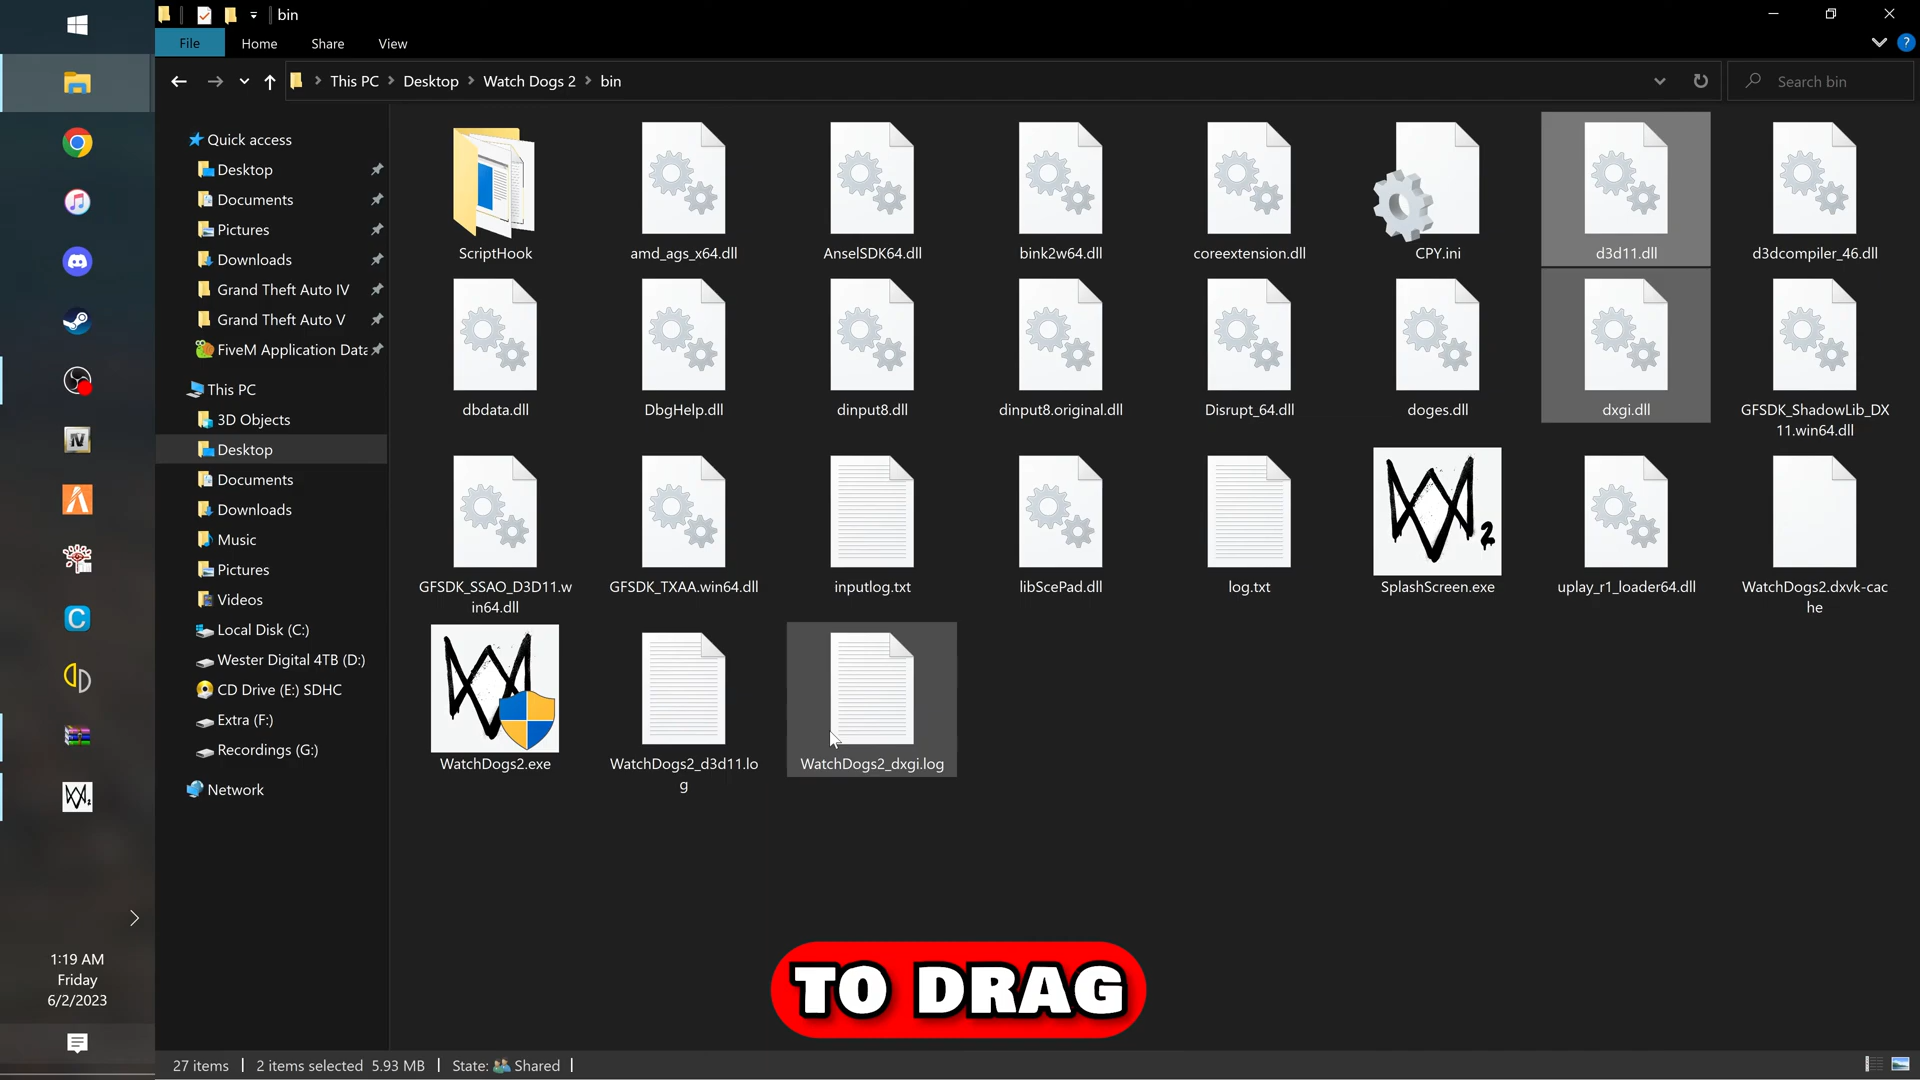 bin
File
Home
Share
View
This PC
Desktop
Watch Dogs 2
bin
Search bin
Quick access
Desktop
Documents
Pictures
Downloads
Grand Theft Auto IV
Grand Theft Auto V
FiveM Application Data
This PC
3D Objects
Desktop
Documents
Downloads
Music
Pictures
Videos
Local Disk (C:)
Wester Digital 4TB (D:)
CD Drive (E:) SDHC
Extra (F:)
Recordings (G:)
Network
ScriptHook
amd_ags_x64.dll
AnselSDK64.dll
bink2w64.dll
coreextension.dll
CPY.ini
d3d11.dll
d3dcompiler_46.dll
dbdata.dll
DbgHelp.dll
dinput8.dll
dinput8.original.dll
Disrupt_64.dll
doges.dll
dxgi.dll
GFSDK_ShadowLib_DX
11.win64.dll
GFSDK_SSAO_D3D11.w
in64.dll
GFSDK_TXAA.win64.dll
inputlog.txt
libScePad.dll
log.txt
SplashScreen.exe
uplay_r1_loader64.dll
WatchDogs2.dxvk-cac
he
WatchDogs2.exe
WatchDogs2_d3d11.lo
g
WatchDogs2_dxgi.log
TO DRAG
1:19 AM
Friday
6/2/2023
27 items
2 items selected 5.93 MB
State: Shared